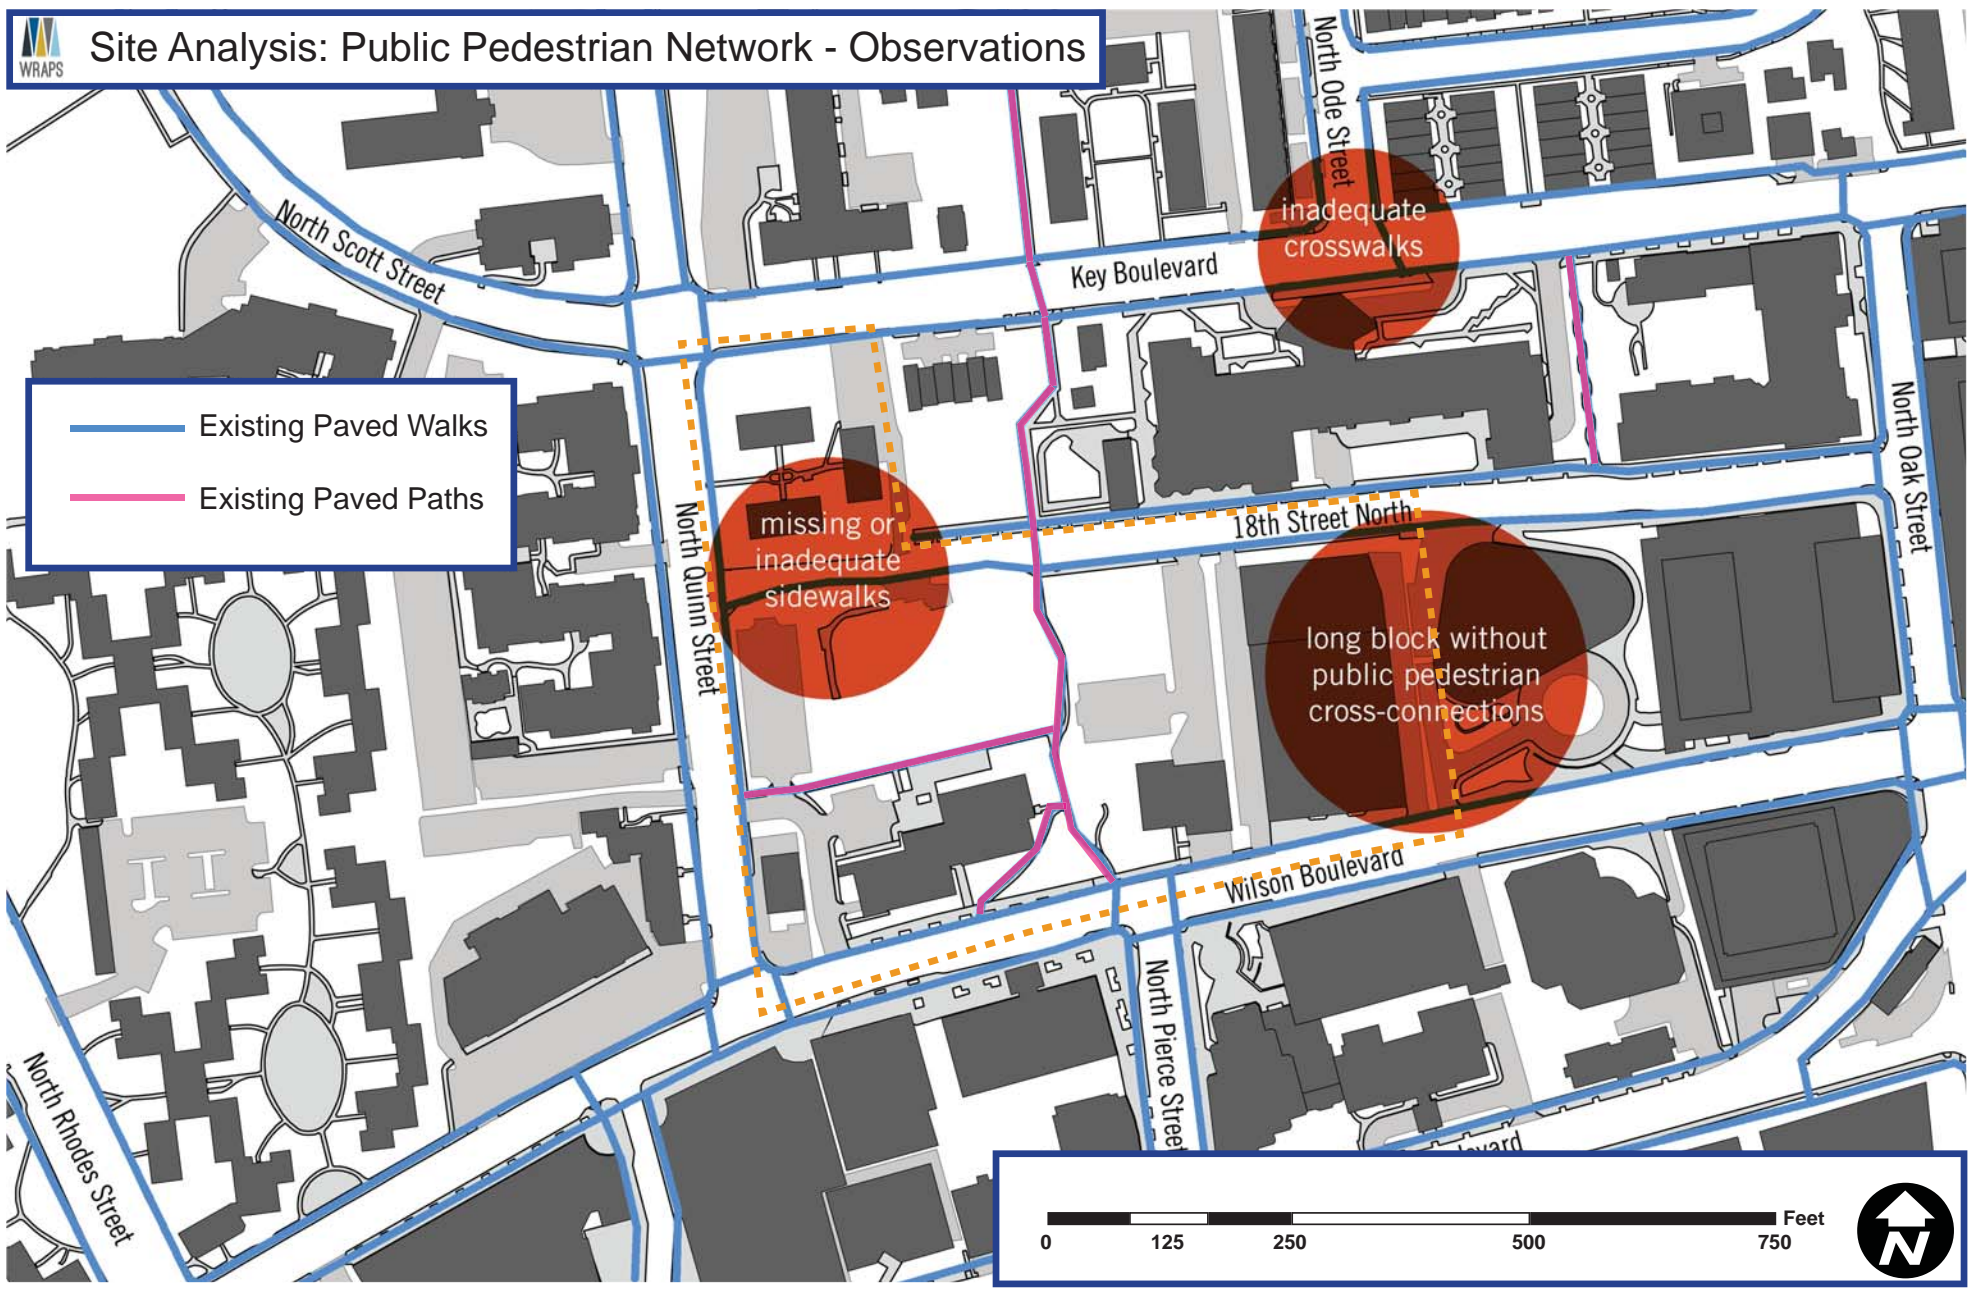 WRAPS
Site Analysis: Public Pedestrian Network - Observations
North Ode Street
inadequate
crosswalks
North Scott Street
Key Boulevard
Existing Paved Walks
Existing Paved Paths
North Oak Street
North Quinn Street
missing or
inadequate
sidewalks
18th Street North
long block without
public pedestrian
cross-connections
Wilson Boulevard
North Pierce Street
North Rhodes Street
Feet
0 125 250 500 750
N